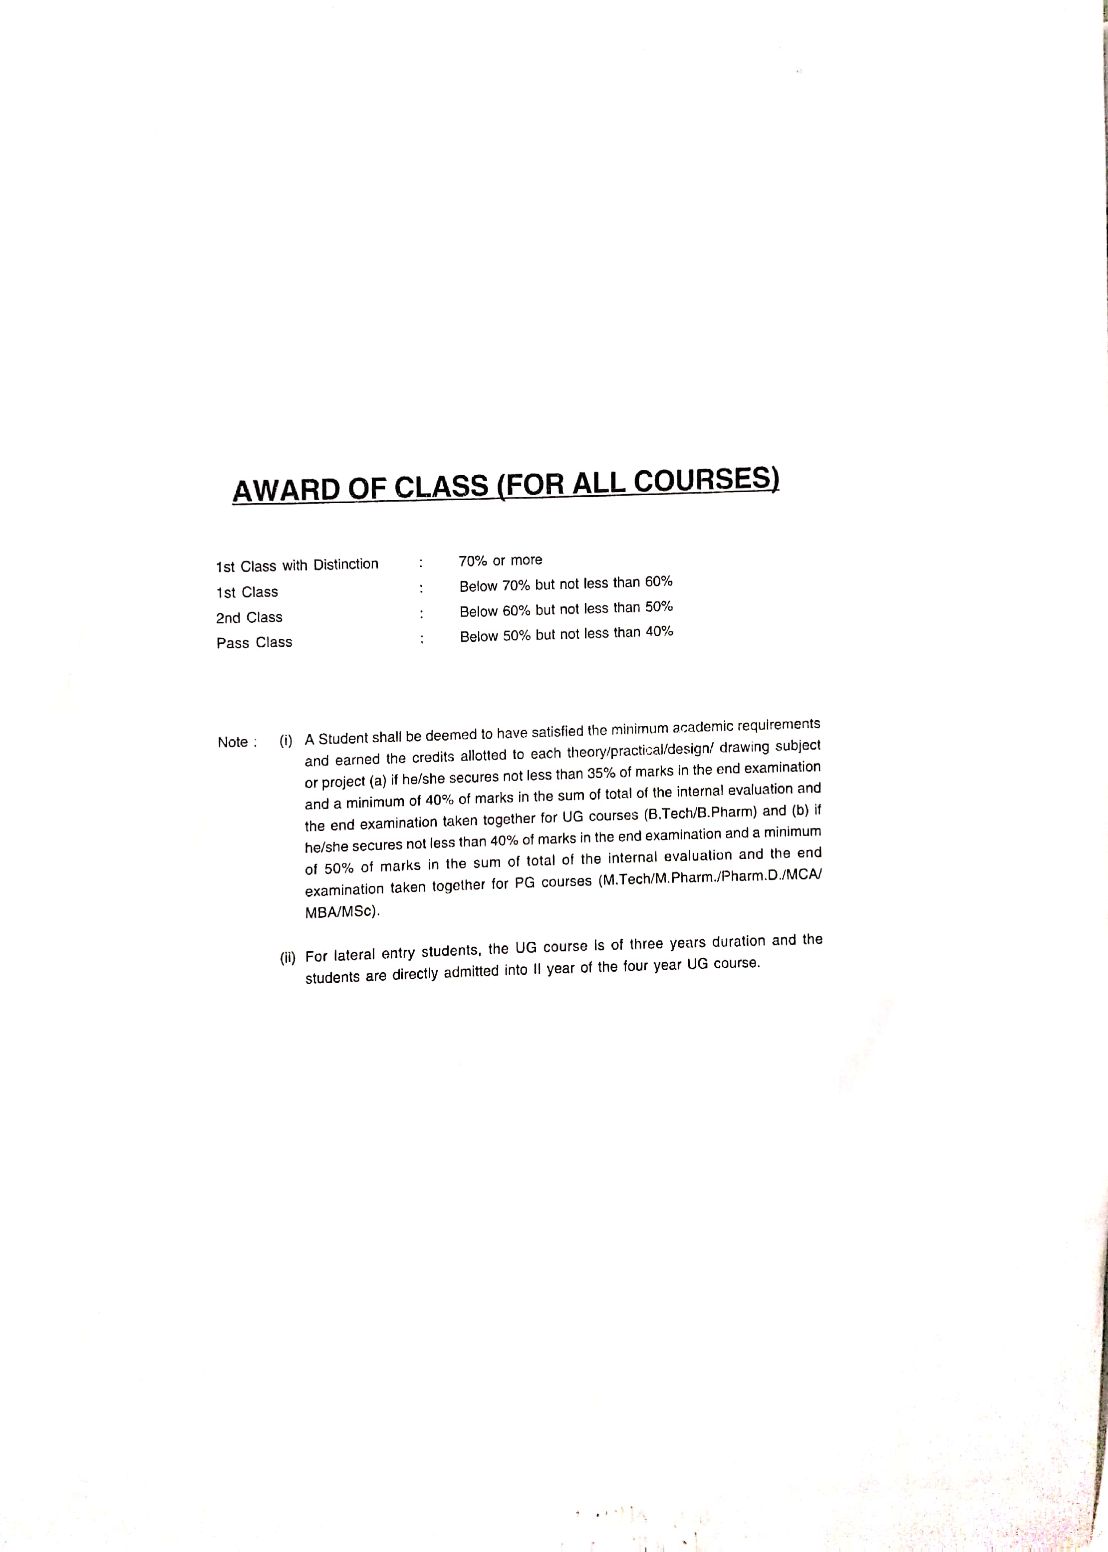 AWARD OF CLASS (FOR ALL COURSES)
1st Class with Distinction : 70% or more
1st Class : Below 70% but not less than 60%
2nd Class : Below 60% but not less than 50%
Pass Class : Below 50% but not less than 40%
Note : (i) A Student shall be deemed to have satisfied the minimum academic requirements
and earned the credits allotted to each theory/practical/design/ drawing subject
or project (a) if he/she secures not less than 35% of marks in the end examination
and a minimum of 40% of marks in the sum of total of the internal evaluation and
the end examination taken together for UG courses (B.Tech/B.Pharm) and (b) if
he/she secures not less than 40% of marks in the end examination and a minimum
of 50% of marks in the sum of total of the internal evaluation and the end
examination taken together for PG courses (M.Tech/M.Pharm./Pharm.D./MCA/
MBA/MSc).
(ii) For lateral entry students, the UG course is of three years duration and the
students are directly admitted into II year of the four year UG course.